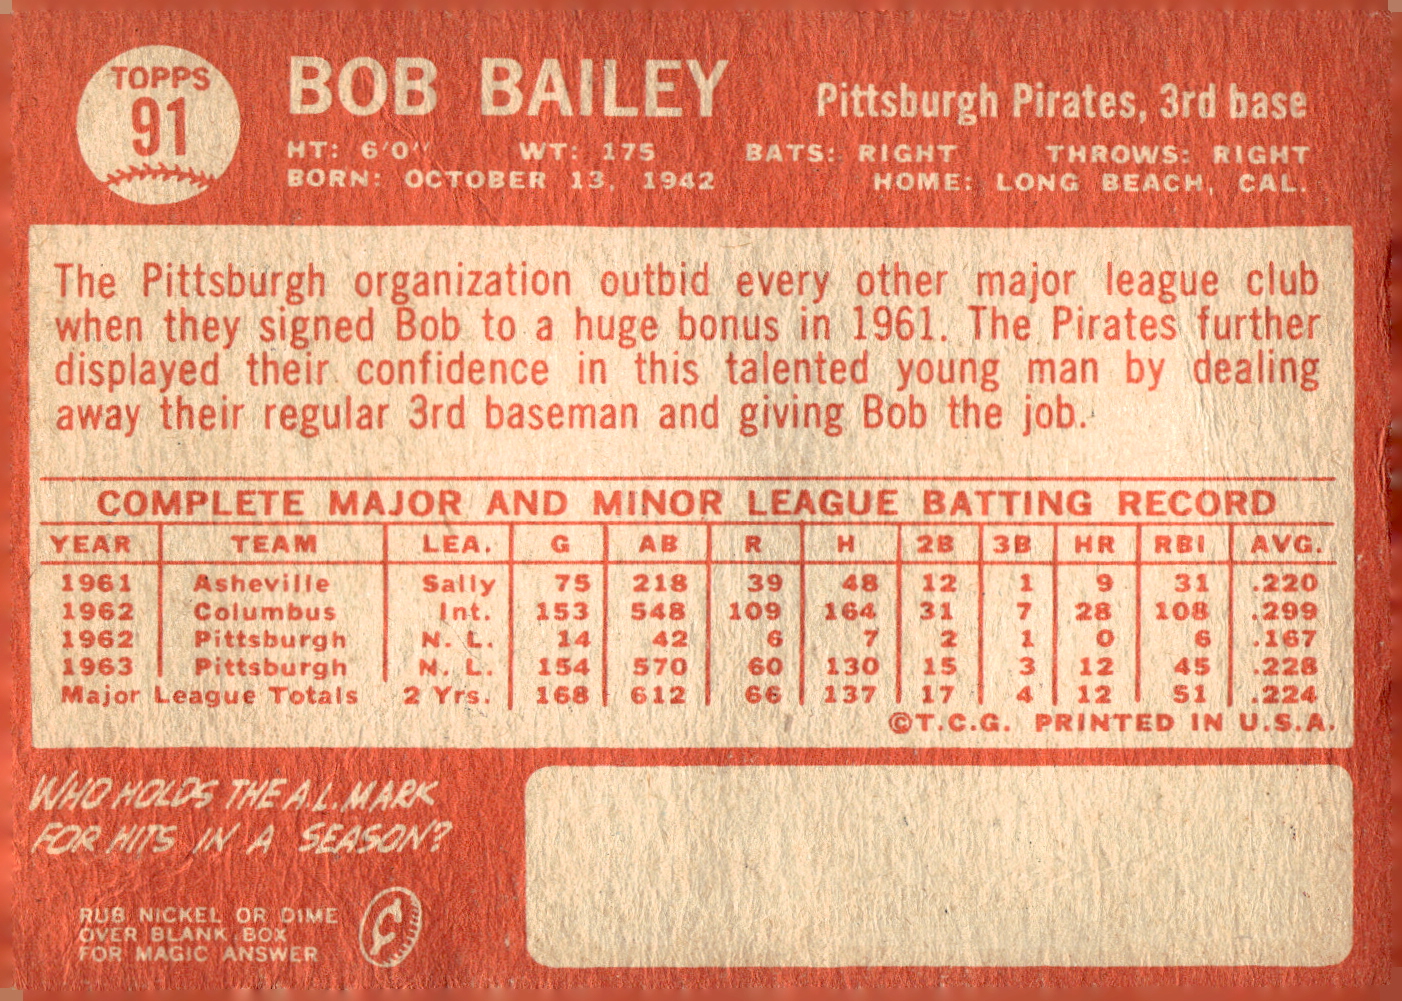 TOPPS
91
BOB BAILEY
Pittsburgh Pirates, 3rd base
HT: 6'0" WT: 175 BATS: RIGHT THROWS: RIGHT
BORN: OCTOBER 13, 1942 HOME: LONG BEACH, CAL.
The Pittsburgh organization outbid every other major league club
when they signed Bob to a huge bonus in 1961. The Pirates further
displayed their confidence in this talented young man by dealing
away their regular 3rd baseman and giving Bob the job.
COMPLETE MAJOR AND MINOR LEAGUE BATTING RECORD
YEAR TEAM LEA. G AB R H 2B 3B HR RBI AVG.
1961 Asheville Sally 75 218 39 48 12 1 9 31 .220
1962 Columbus Int. 153 548 109 164 31 7 28 108 .299
1962 Pittsburgh N. L. 14 42 6 7 2 1 0 6 .167
1963 Pittsburgh N. L. 154 570 60 130 15 3 12 45 .228
Major League Totals 2 Yrs. 168 612 66 137 17 4 12 51 .224
©T.C.G. PRINTED IN U.S.A.
WHO HOLDS THE A.L. MARK
FOR HITS IN A SEASON?
RUB NICKEL OR DIME
OVER BLANK BOX
FOR MAGIC ANSWER